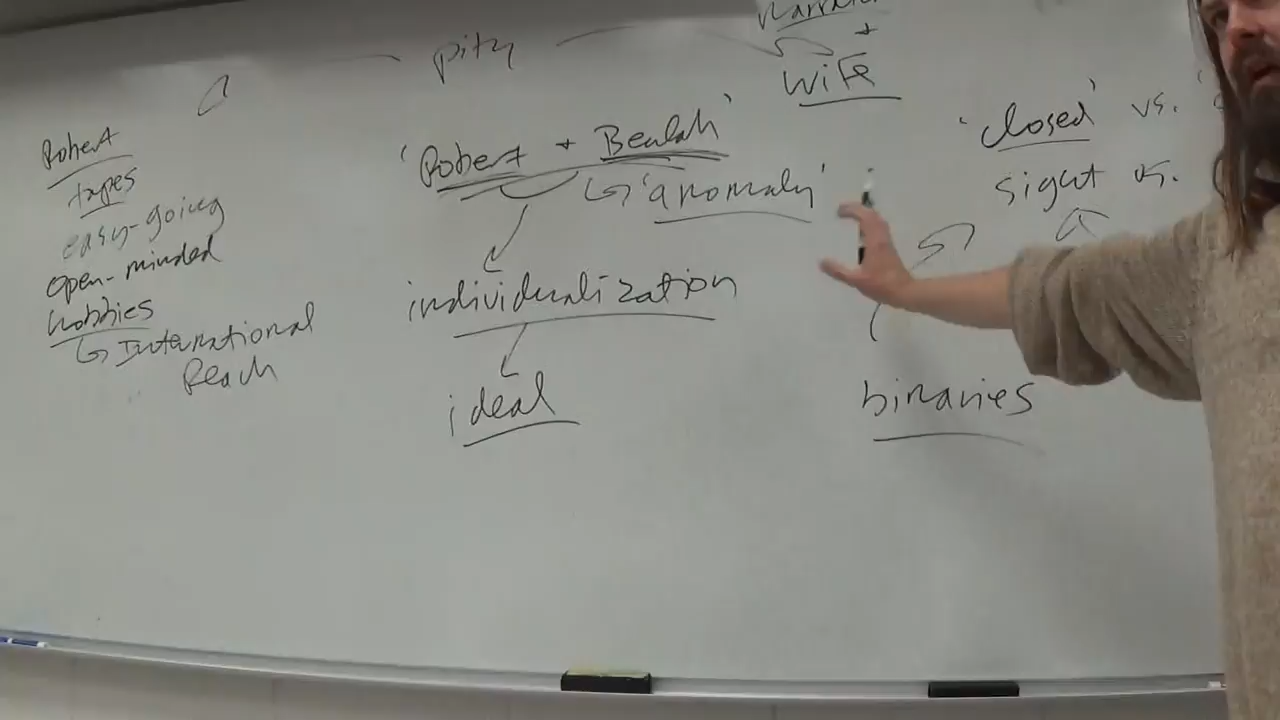 pity
+
wife
Robert
types
easy-going
open-minded
hobbies
International
Reach
'Robert + Beulah'
'anomaly'
individualization
ideal
'closed' vs.
sight vs.
binaries